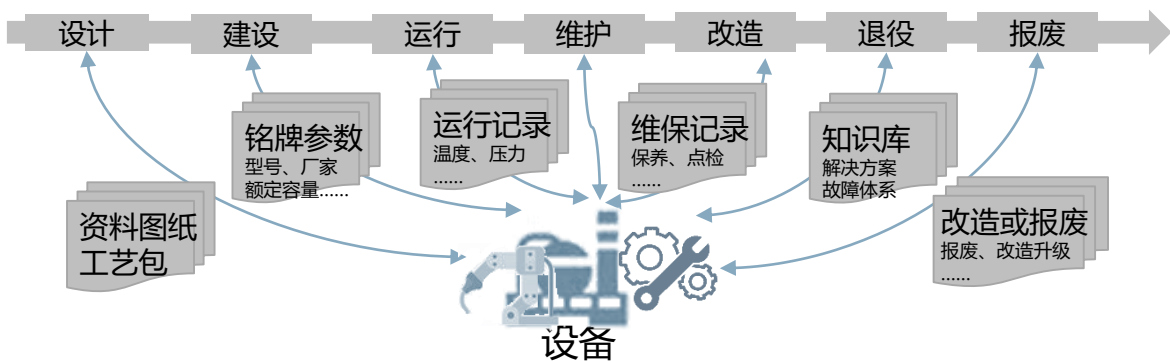 设计
建设
运行
维护
改造
退役
报废
铭牌参数
型号、厂家
额定容量……
运行记录
温度、压力
……
维保记录
保养、点检
……
知识库
解决方案
故障体系
资料图纸
工艺包
改造或报废
报废、改造升级
……
设备